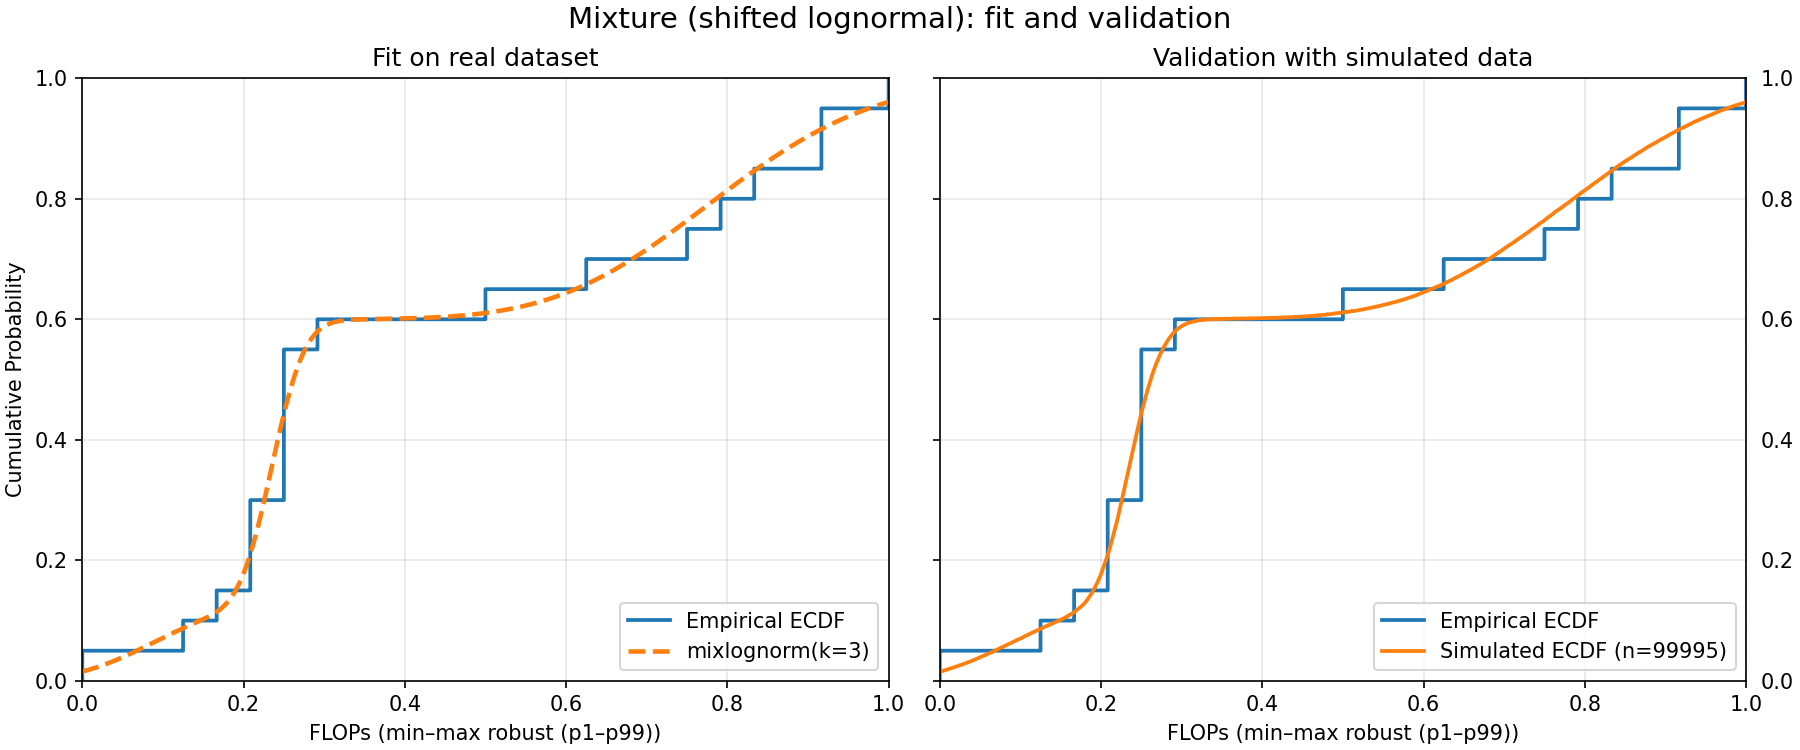 Mixture (shifted lognormal): fit and validation
Fit on real dataset
Cumulative Probability
1.0
0.8
0.6
0.4
0.2
0.0
Empirical ECDF
mixlognorm(k=3)
0.0 0.2 0.4 0.6 0.8 1.0
FLOPs (min–max robust (p1–p99))
Validation with simulated data
1.0
0.8
0.6
0.4
0.2
0.0
Empirical ECDF
Simulated ECDF (n=99995)
0.0 0.2 0.4 0.6 0.8 1.0
FLOPs (min–max robust (p1–p99))